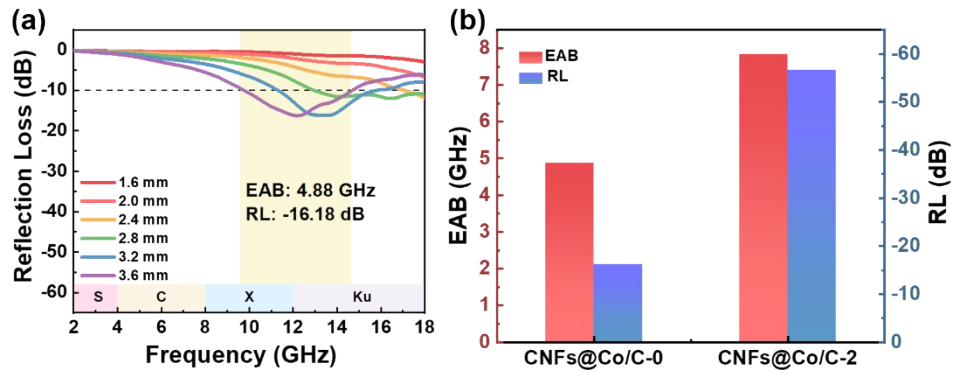 (a)
Reflection Loss (dB)
0
-10
-20
-30
-40
-50
-60
1.6 mm
2.0 mm
2.4 mm
2.8 mm
3.2 mm
3.6 mm
EAB: 4.88 GHz
RL: -16.18 dB
S C X Ku
2 4 6 8 10 12 14 16 18
Frequency (GHz)
(b)
EAB (GHz)
8
7
6
5
4
3
2
1
0
EAB
RL
-60
-50
-40
-30
-20
-10
0
RL (dB)
CNFs@Co/C-0 CNFs@Co/C-2